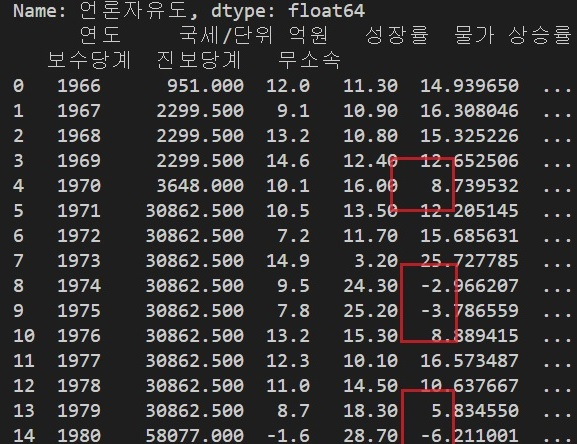 Name: 언론자유도, dtype: float64
연도 국세/단위 억원 성장률 물가 상승률
보수당계 진보당계 무소속
0 1966 951.000 12.0 11.30 14.939650 ...
1 1967 2299.500 9.1 10.90 16.308046 ...
2 1968 2299.500 13.2 10.80 15.325226 ...
3 1969 2299.500 14.6 12.40 12.652506 ...
4 1970 3648.000 10.1 16.00 8.739532 ...
5 1971 30862.500 10.5 13.50 12.205145 ...
6 1972 30862.500 7.2 11.70 15.685631 ...
7 1973 30862.500 14.9 3.20 25.727785 ...
8 1974 30862.500 9.5 24.30 -2.966207 ...
9 1975 30862.500 7.8 25.20 -3.786559 ...
10 1976 30862.500 13.2 15.30 8.889415 ...
11 1977 30862.500 12.3 10.10 16.573487 ...
12 1978 30862.500 11.0 14.50 10.637667 ...
13 1979 30862.500 8.7 18.30 5.834550 ...
14 1980 58077.000 -1.6 28.70 -6.211001 ...